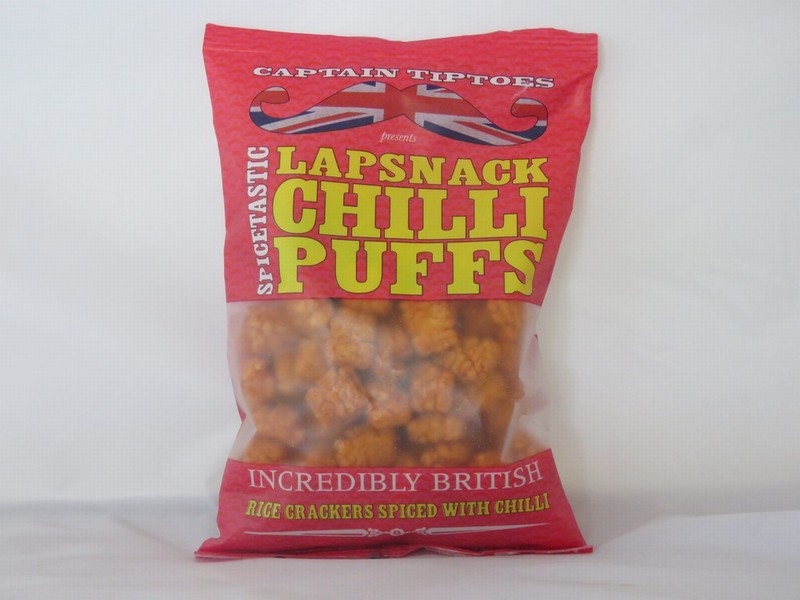 CAPTAIN TIPTOES
presents
SPICETASTIC
LAPSNACK
CHILLI
PUFFS
INCREDIBLY BRITISH
RICE CRACKERS SPICED WITH CHILLI